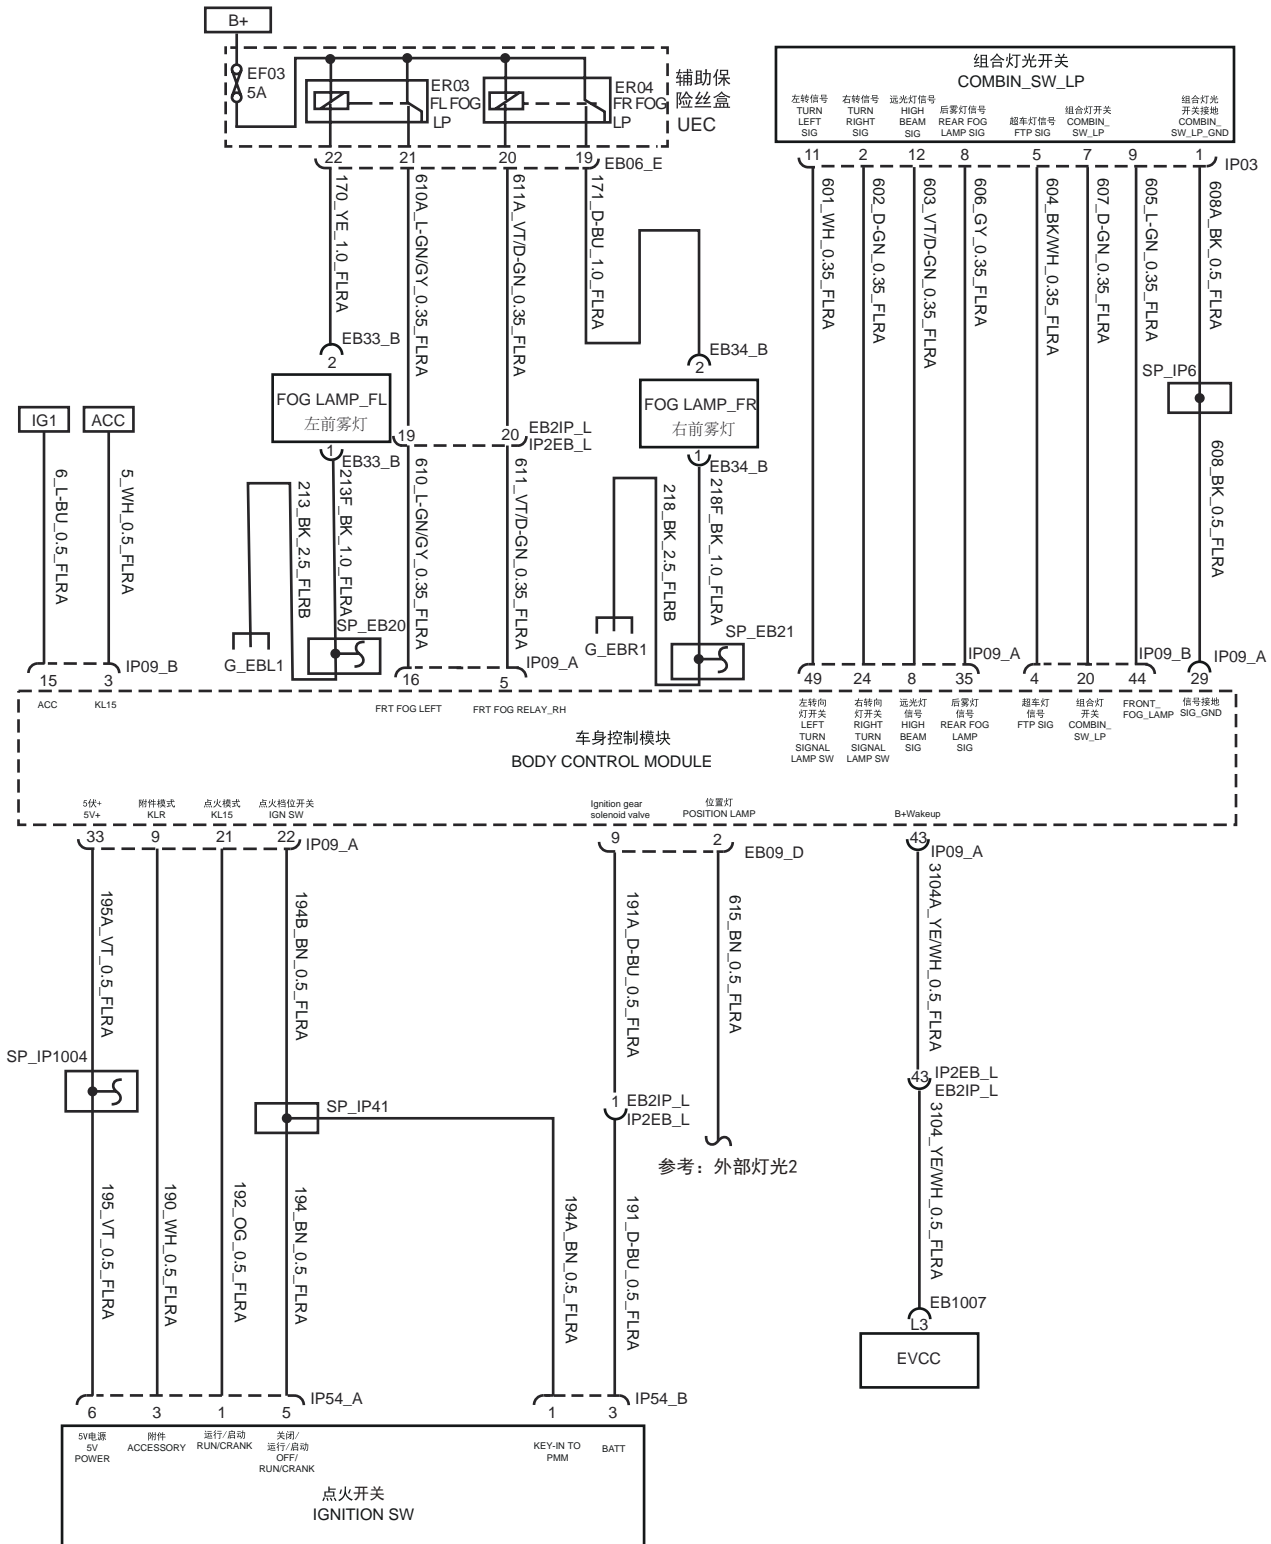 B+
EF03
5A
ER03
FL FOG
LP
ER04
FR FOG
LP
辅助保
险丝盒
UEC
22
21
20
19
EB06_E
组合灯光开关
COMBIN_SW_LP
左转信号
TURN
LEFT
SIG
右转信号
TURN
RIGHT
SIG
远光灯信号
HIGH
BEAM
SIG
后雾灯信号
REAR FOG
LAMP SIG
超车灯信号
FTP SIG
组合灯开关
COMBIN_
SW_LP
组合灯光
开关接地
COMBIN_
SW_LP_GND
11
2
12
8
5
7
9
1
IP03
170_YE_1.0_FLRA
610A_L-GN/GY_0.35_FLRA
611A_VT/D-GN_0.35_FLRA
171_D-BU_1.0_FLRA
601_WH_0.35_FLRA
602_D-GN_0.35_FLRA
603_VT/D-GN_0.35_FLRA
606_GY_0.35_FLRA
604_BK/WH_0.35_FLRA
607_D-GN_0.35_FLRA
605_L-GN_0.35_FLRA
608A_BK_0.5_FLRA
EB33_B
2
FOG LAMP_FL
左前雾灯
1
EB33_B
EB34_B
2
FOG LAMP_FR
右前雾灯
1
EB34_B
SP_IP6
608_BK_0.5_FLRA
19
20
EB2IP_L
IP2EB_L
IG1
ACC
6_L-BU_0.5_FLRA
5_WH_0.5_FLRA
213_BK_2.5_FLRB
213F_BK_1.0_FLRA
610_L-GN/GY_0.35_FLRA
611_VT/D-GN_0.35_FLRA
218_BK_2.5_FLRB
218F_BK_1.0_FLRA
SP_EB20
G_EBL1
G_EBR1
SP_EB21
15
3
IP09_B
16
5
IP09_A
49
24
8
35
IP09_A
4
20
44
IP09_B
29
IP09_A
ACC
KL15
FRT FOG LEFT
FRT FOG RELAY_RH
左转向
灯开关
LEFT
TURN
SIGNAL
LAMP SW
右转向
灯开关
RIGHT
TURN
SIGNAL
LAMP SW
远光灯
信号
HIGH
BEAM
SIG
后雾灯
信号
REAR FOG
LAMP
SIG
超车灯
信号
FTP SIG
组合灯
开关
COMBIN_
SW_LP
FRONT_
FOG_LAMP
信号接地
SIG_GND
车身控制模块
BODY CONTROL MODULE
5伏+
5V+
附件模式
KLR
点火模式
KL15
点火档位开关
IGN SW
Ignition gear
solenoid valve
位置灯
POSITION LAMP
B+Wakeup
33
9
21
22
IP09_A
9
2
EB09_D
43
IP09_A
195A_VT_0.5_FLRA
194B_BN_0.5_FLRA
191A_D-BU_0.5_FLRA
615_BN_0.5_FLRA
3104A_YE/WH_0.5_FLRA
SP_IP1004
SP_IP41
1
EB2IP_L
IP2EB_L
43
IP2EB_L
EB2IP_L
参考：外部灯光2
195_VT_0.5_FLRA
190_WH_0.5_FLRA
192_OG_0.5_FLRA
194_BN_0.5_FLRA
194A_BN_0.5_FLRA
191_D-BU_0.5_FLRA
3104_YE/WH_0.5_FLRA
EB1007
L3
EVCC
6
3
1
5
IP54_A
1
3
IP54_B
5V电源
5V
POWER
附件
ACCESSORY
运行/启动
RUN/CRANK
关闭/
运行/启动
OFF/
RUN/CRANK
KEY-IN TO
PMM
BATT
点火开关
IGNITION SW